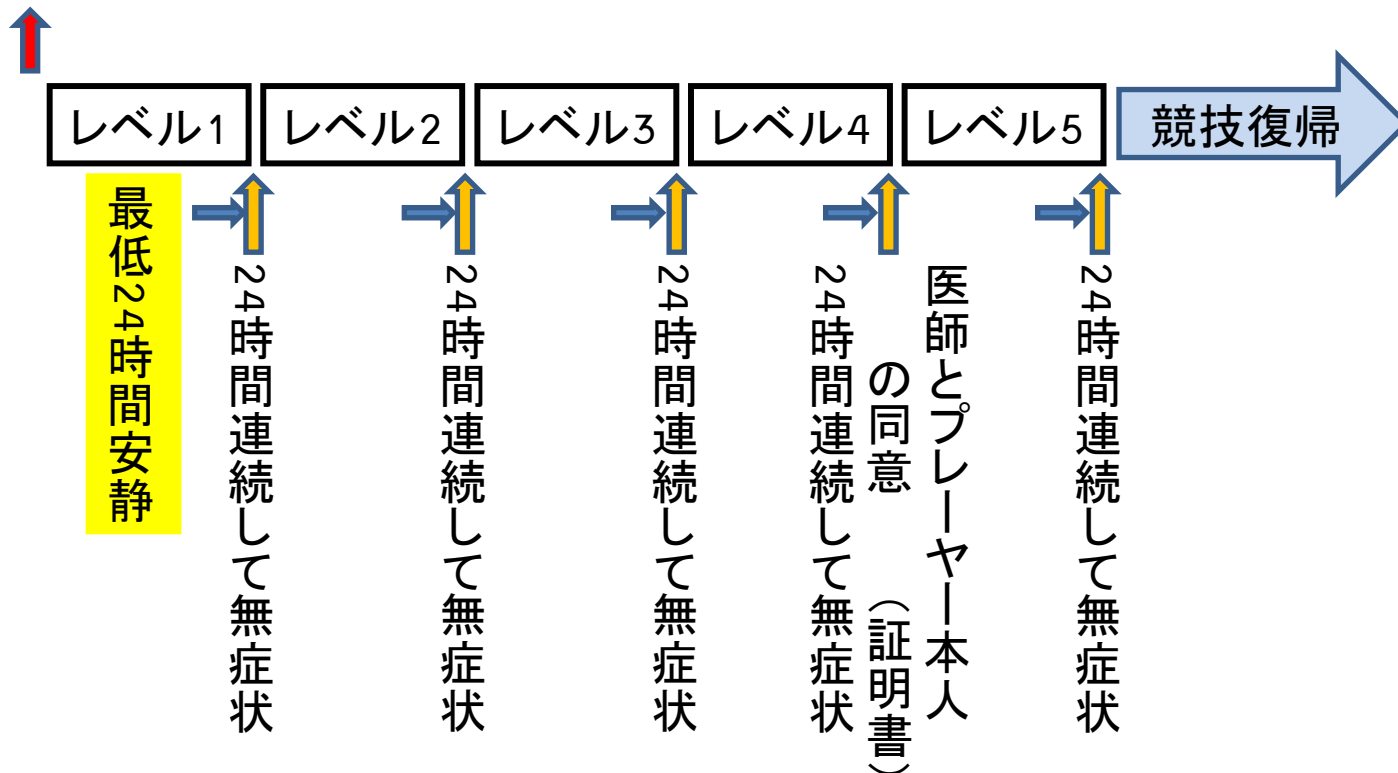 レベル1
レベル2
レベル3
レベル4
レベル5
競技復帰
最低24時間安静
24時間連続して無症状
24時間連続して無症状
24時間連続して無症状
24時間連続して無症状
医師とプレーヤー本人
の同意 (証明書)
24時間連続して無症状